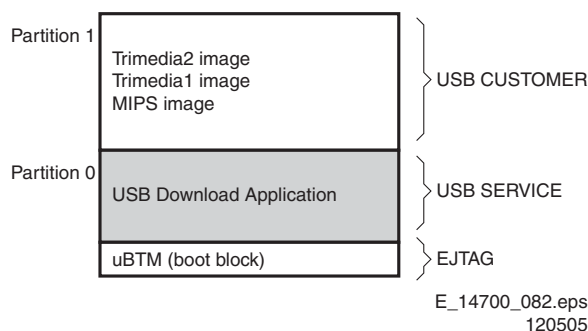 Partition 1
Trimedia2 image
Trimedia1 image
MIPS image
USB CUSTOMER
Partition 0
USB Download Application
USB SERVICE
uBTM (boot block)
EJTAG
E_14700_082.eps
120505